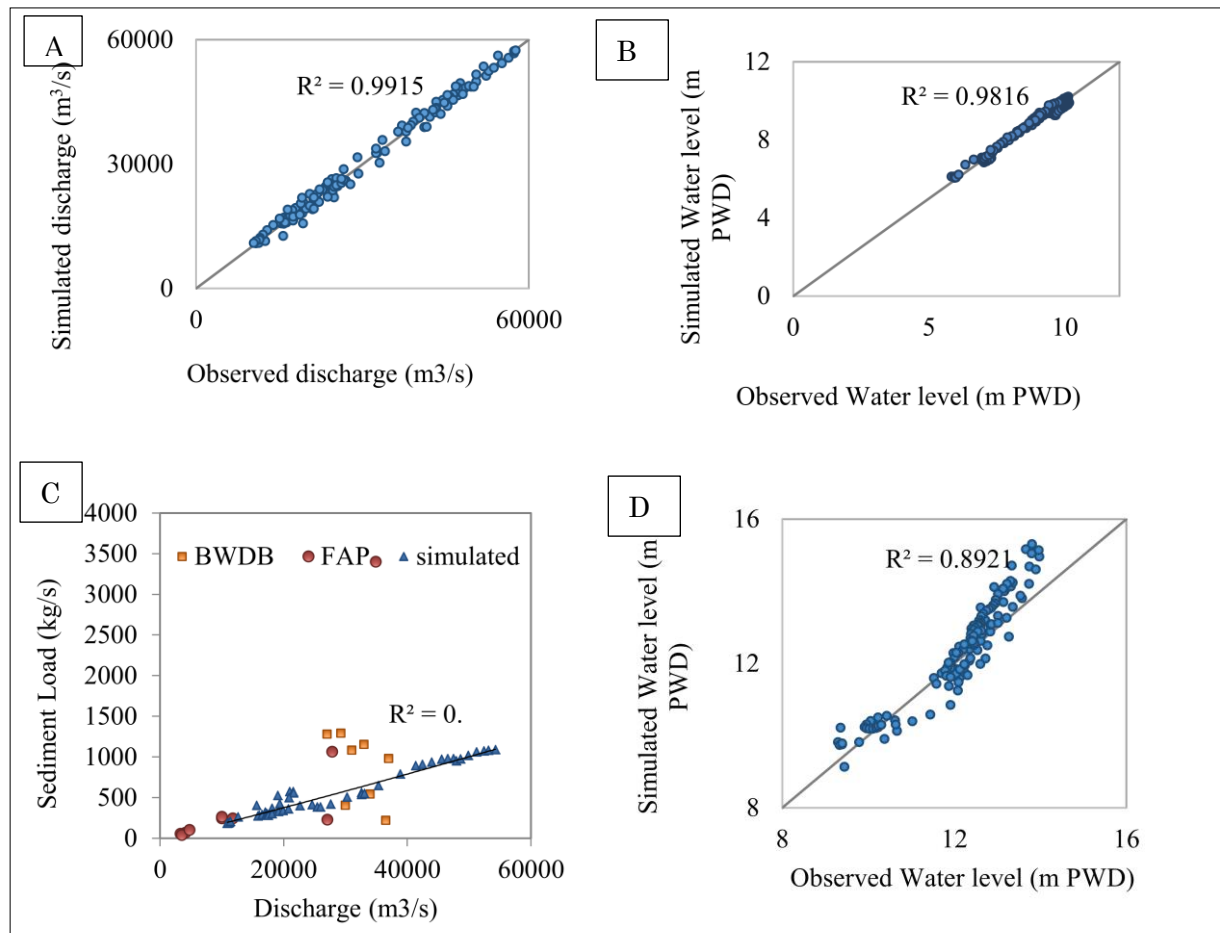 A
60000
30000
0
Simulated discharge (m³/s)
R² = 0.9915
0
60000
Observed discharge (m3/s)
B
12
8
4
0
Simulated Water level (m
PWD)
R² = 0.9816
0
5
10
Observed Water level (m PWD)
C
4000
3500
3000
2500
2000
1500
1000
500
0
Sediment Load (kg/s)
BWDB
FAP
simulated
R² = 0.
0
20000
40000
60000
Discharge (m3/s)
D
16
12
8
Simulated Water level (m
PWD)
R² = 0.8921
8
12
16
Observed Water level (m PWD)